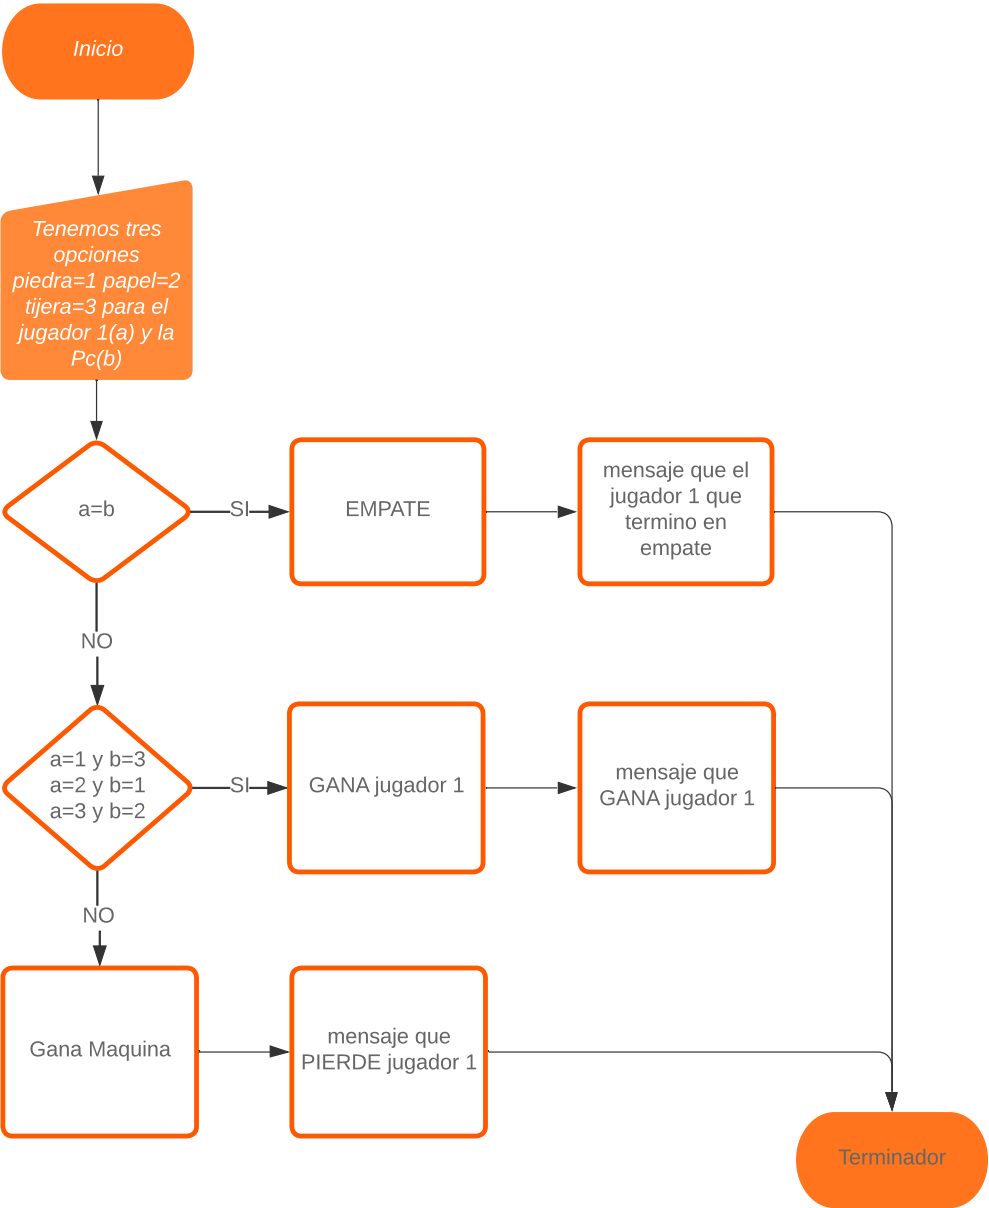 Inicio
Tenemos tres
opciones
piedra=1 papel=2
tijera=3 para el
jugador 1(a) y la
Pc(b)
a=b
SI
EMPATE
mensaje que el
jugador 1 que
termino en
empate
NO
a=1 y b=3
a=2 y b=1
a=3 y b=2
SI
GANA jugador 1
mensaje que
GANA jugador 1
NO
Gana Maquina
mensaje que
PIERDE jugador 1
Terminador